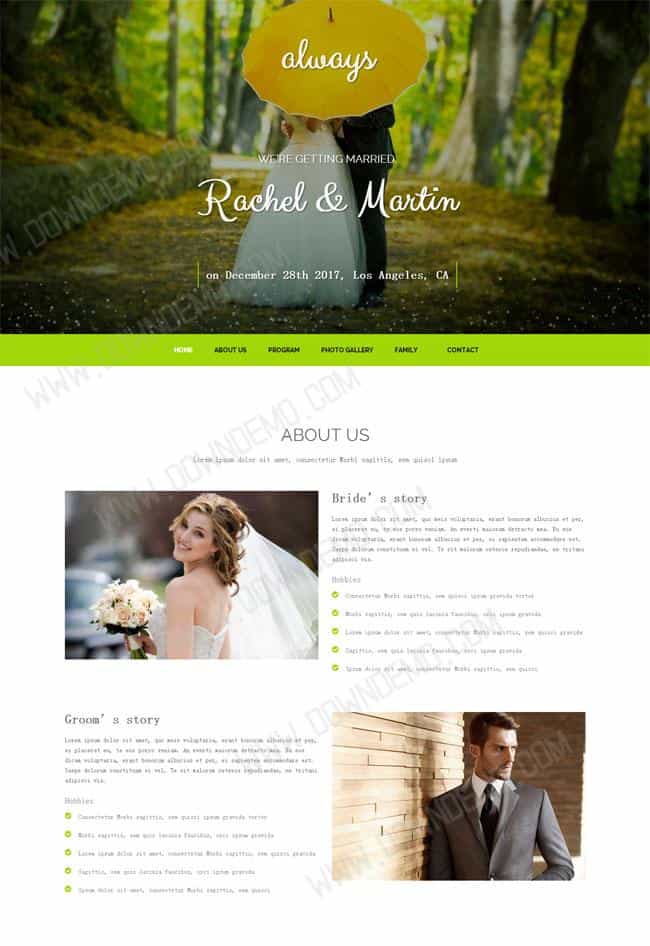 always
WE'RE GETTING MARRIED
Rachel & Martin
on December 28th 2017, Los Angeles, CA
HOME ABOUT US PROGRAM PHOTO GALLERY FAMILY CONTACT
ABOUT US
Lorem ipsum dolor sit amet, consectetur Morbi sagittis, sem quisci ipsum
Bride's story
Lorem ipsum dolor sit amet, quo meis voluptaria, erant bonorum albucius et per,
ei placerat eu, te eos porro veniam. An everti maiorum detracto mea. Eu eos
dicam voluptaria, erant bonorum albucius et per, ei sapientem accommodare est.
Saepe dolorum constituam ei vel. Te sit malorum ceteros repudiandae, ne tritani
adipisci vis.
Hobbies
Consectetur Morbi sagittis, sem quisci ipsum gravida tortor
Morbi sagittis, sem quis lacinia faucibus, orci ipsum gravida
Lorem ipsum dolor sit amet, consectetur Morbi sagittis, sem quisci gravida
Sagittis, sem quis lacinia faucibus, orci ipsum gravida
Ipsum dolor sit amet, consectetur Morbi sagittis, sem quisci
Groom's story
Lorem ipsum dolor sit amet, quo meis voluptaria, erant bonorum albucius et per,
ei placerat eu, te eos porro veniam. An everti maiorum detracto mea. Eu eos
dicam voluptaria, erant bonorum albucius et per, ei sapientem accommodare est.
Saepe dolorum constituam ei vel. Te sit malorum ceteros repudiandae, ne tritani
adipisci vis.
Hobbies
Consectetur Morbi sagittis, sem quisci ipsum gravida tortor
Morbi sagittis, sem quis lacinia faucibus, orci ipsum gravida
Lorem ipsum dolor sit amet, consectetur Morbi sagittis, sem quisci gravida
Sagittis, sem quis lacinia faucibus, orci ipsum gravida
Ipsum dolor sit amet, consectetur Morbi sagittis, sem quisci
WWW.DOWNDEMO.COM